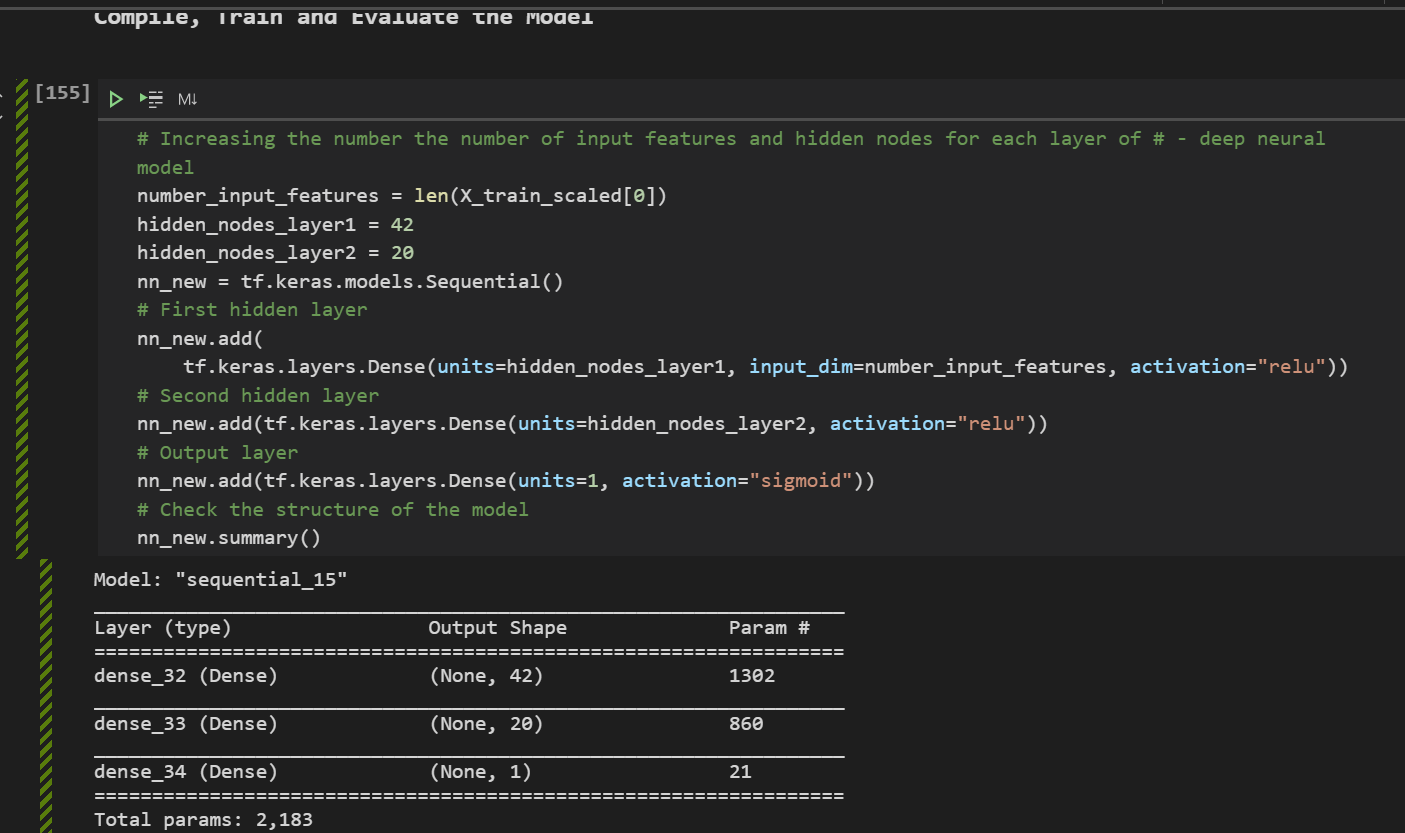 Compile, Train and Evaluate the Model
[155]
M↓
# Increasing the number the number of input features and hidden nodes for each layer of # - deep neural
model
number_input_features = len(X_train_scaled[0])
hidden_nodes_layer1 = 42
hidden_nodes_layer2 = 20
nn_new = tf.keras.models.Sequential()
# First hidden layer
nn_new.add(
    tf.keras.layers.Dense(units=hidden_nodes_layer1, input_dim=number_input_features, activation="relu"))
# Second hidden layer
nn_new.add(tf.keras.layers.Dense(units=hidden_nodes_layer2, activation="relu"))
# Output layer
nn_new.add(tf.keras.layers.Dense(units=1, activation="sigmoid"))
# Check the structure of the model
nn_new.summary()
Model: "sequential_15"
_________________________________________________________________
Layer (type)                 Output Shape              Param #
=================================================================
dense_32 (Dense)             (None, 42)                1302
_________________________________________________________________
dense_33 (Dense)             (None, 20)                860
_________________________________________________________________
dense_34 (Dense)             (None, 1)                 21
=================================================================
Total params: 2,183